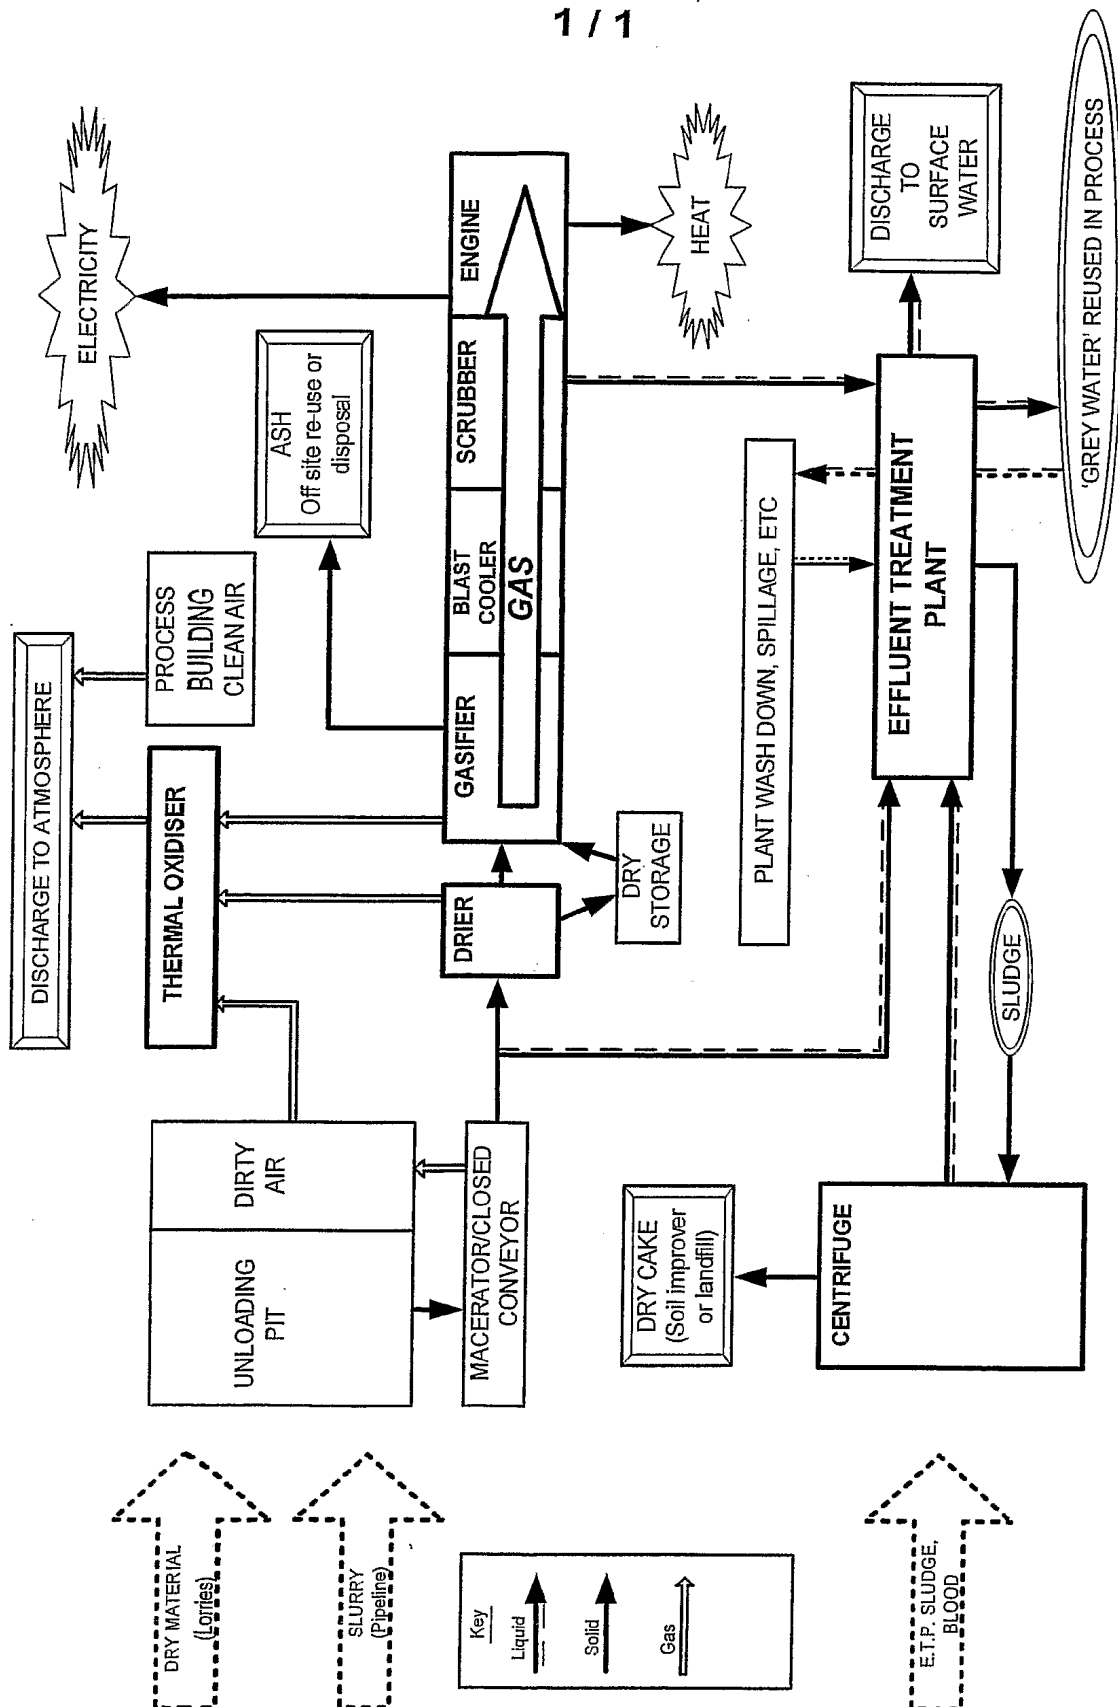 1 / 1
DISCHARGE TO ATMOSPHERE
ELECTRICITY
THERMAL OXIDISER
PROCESS
BUILDING
CLEAN AIR
ASH
Off site re-use or
disposal
DRY MATERIAL
(Lorries)
SLURRY
(Pipeline)
UNLOADING
PIT
DIRTY
AIR
MACERATOR/CLOSED
CONVEYOR
DRIER
GASIFIER
BLAST
COOLER
SCRUBBER
ENGINE
GAS
DRY
STORAGE
HEAT
Key
Liquid
Solid
Gas
DRY CAKE
(Soil improver
or landfill)
PLANT WASH DOWN, SPILLAGE, ETC
DISCHARGE
TO
SURFACE
WATER
E.T.P. SLUDGE,
BLOOD
CENTRIFUGE
EFFLUENT TREATMENT
PLANT
SLUDGE
'GREY WATER' REUSED IN PROCESS